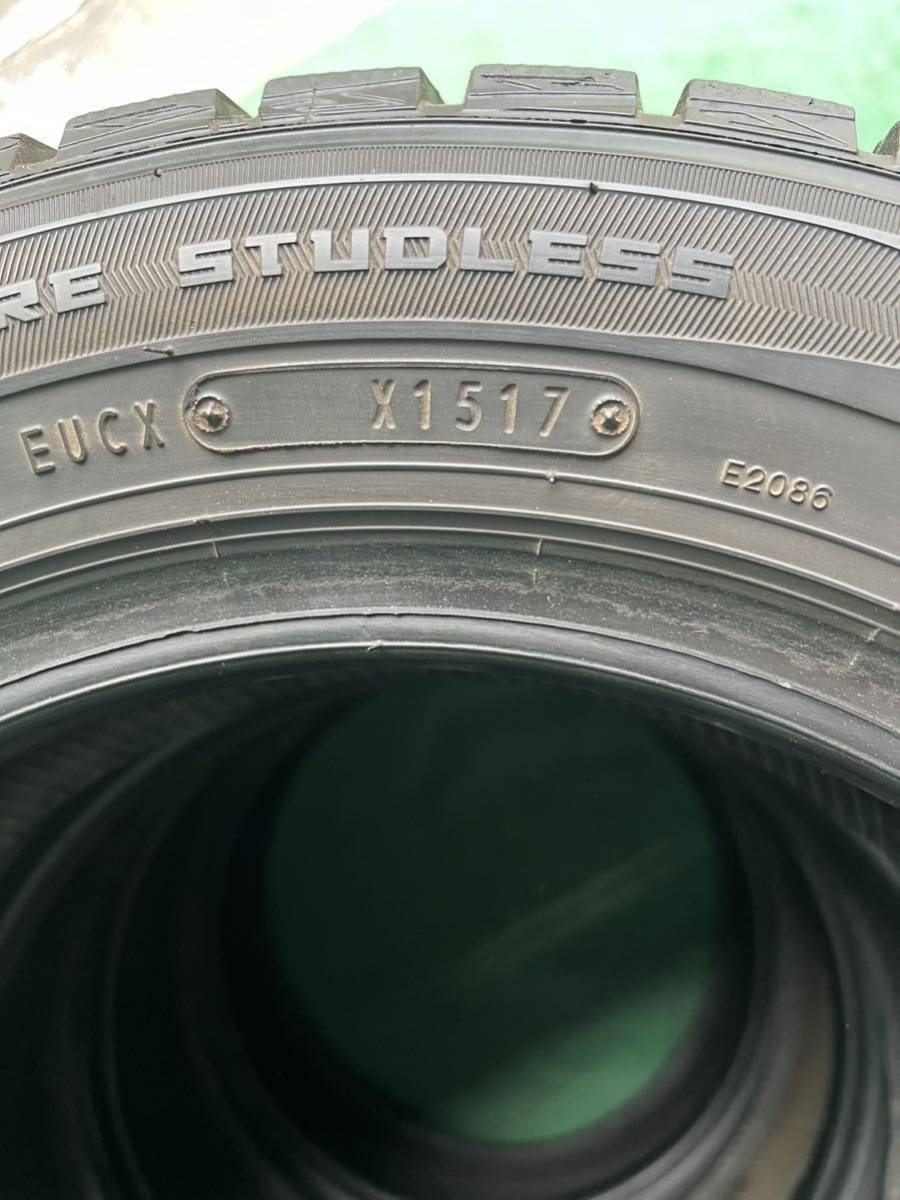 RE STUDLESS
EUCX X1517
E2086